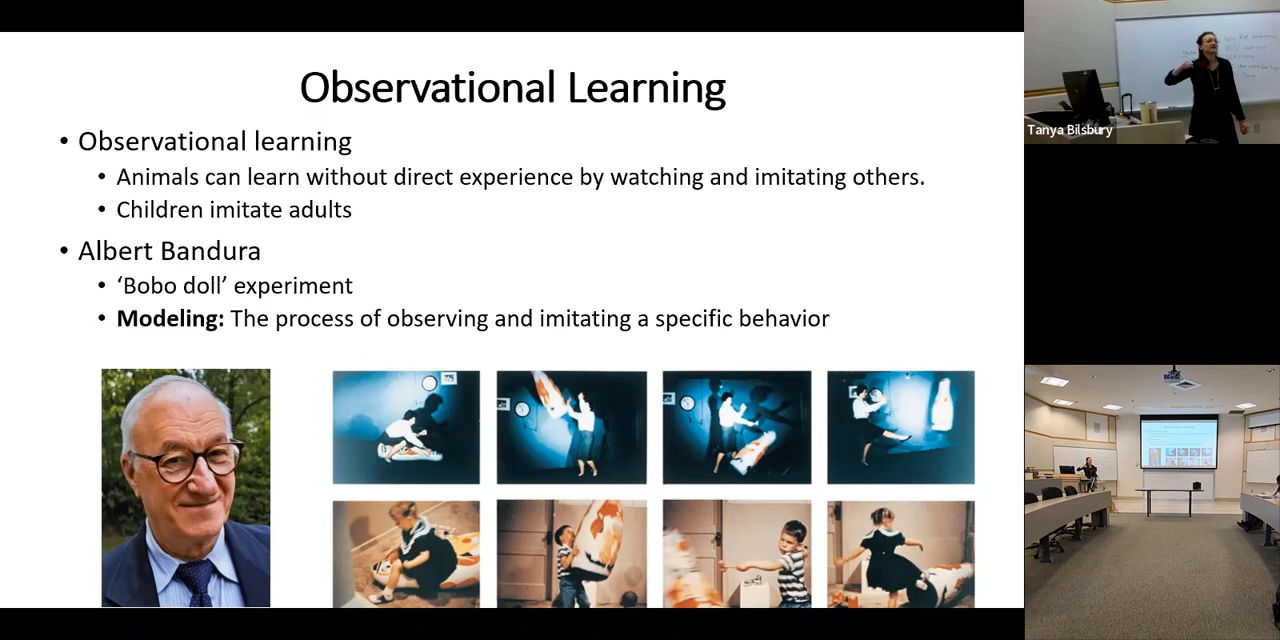 Observational Learning
• Observational learning
• Animals can learn without direct experience by watching and imitating others.
• Children imitate adults
• Albert Bandura
• ‘Bobo doll’ experiment
• Modeling: The process of observing and imitating a specific behavior
Tanya Bilsbury